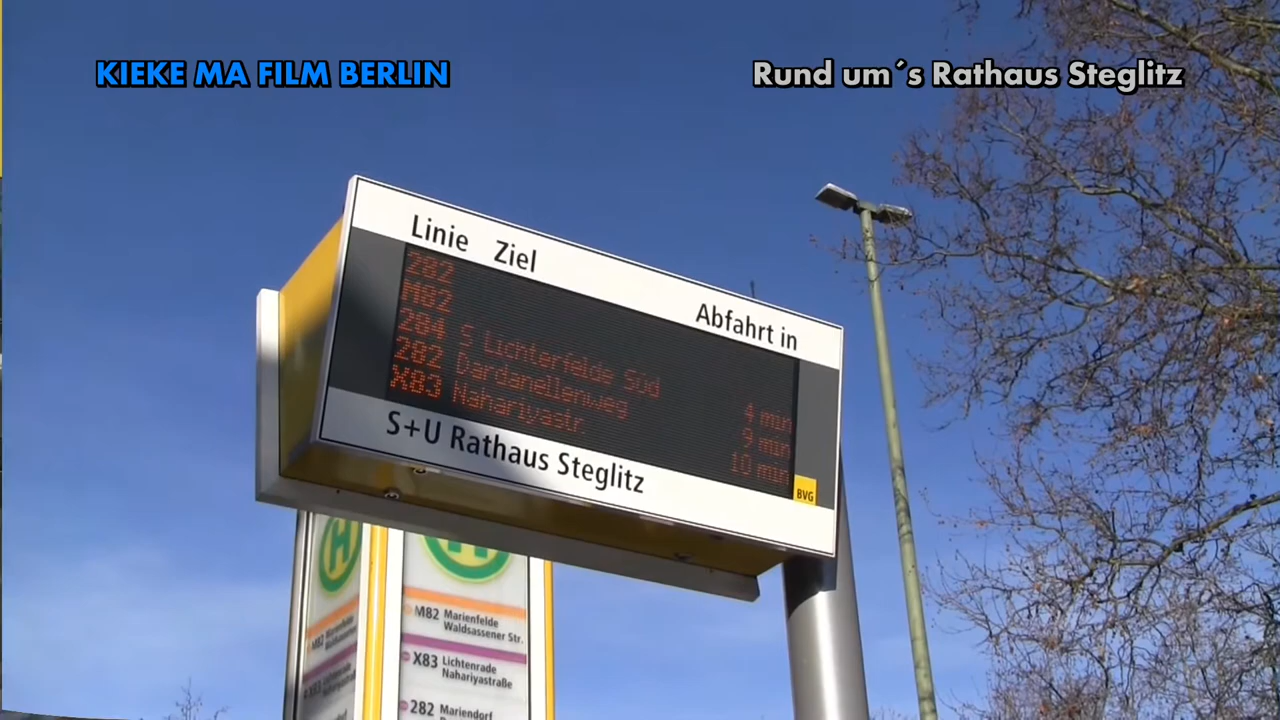 KIEKE MA FILM BERLIN
Rund um´s Rathaus Steglitz
Linie Ziel Abfahrt in
282
M82
284 S Lichterfelde Süd 4 min
282 Dardanellenweg 9 min
X83 Nahariyastr. 10 min
S+U Rathaus Steglitz
BVG
H
H
M82 Marienfelde
Waldsassener Str.
X83 Lichtenrade
Nahariyastraße
282 Mariendorf